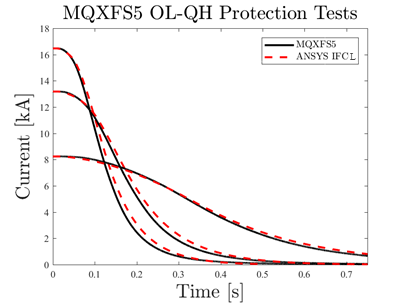 MQXFS5 OL-QH Protection Tests
18
16
14
12
10
8
6
4
2
0
Current [kA]
MQXFS5
ANSYS IFCL
0 0.1 0.2 0.3 0.4 0.5 0.6 0.7
Time [s]